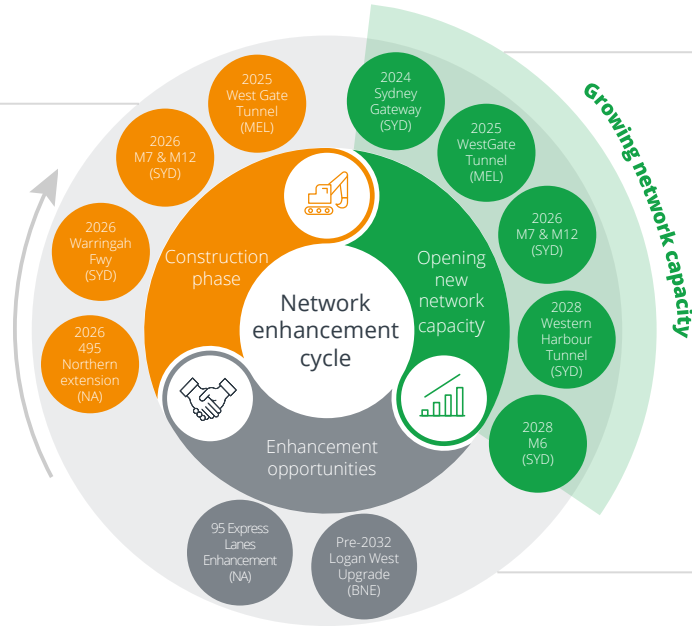 2025
West Gate
Tunnel
(MEL)
2026
M7 & M12
(SYD)
2026
Warringah
Fwy
(SYD)
2026
495
Northern
extension
(NA)
2024
Sydney
Gateway
(SYD)
2025
WestGate
Tunnel
(MEL)
2026
M7 & M12
(SYD)
2028
Western
Harbour
Tunnel
(SYD)
2028
M6
(SYD)
Growing network capacity
Construction
phase
Opening
new
network
capacity
Network
enhancement
cycle
Enhancement
opportunities
95 Express
Lanes
Enhancement
(NA)
Pre-2032
Logan West
Upgrade
(BNE)